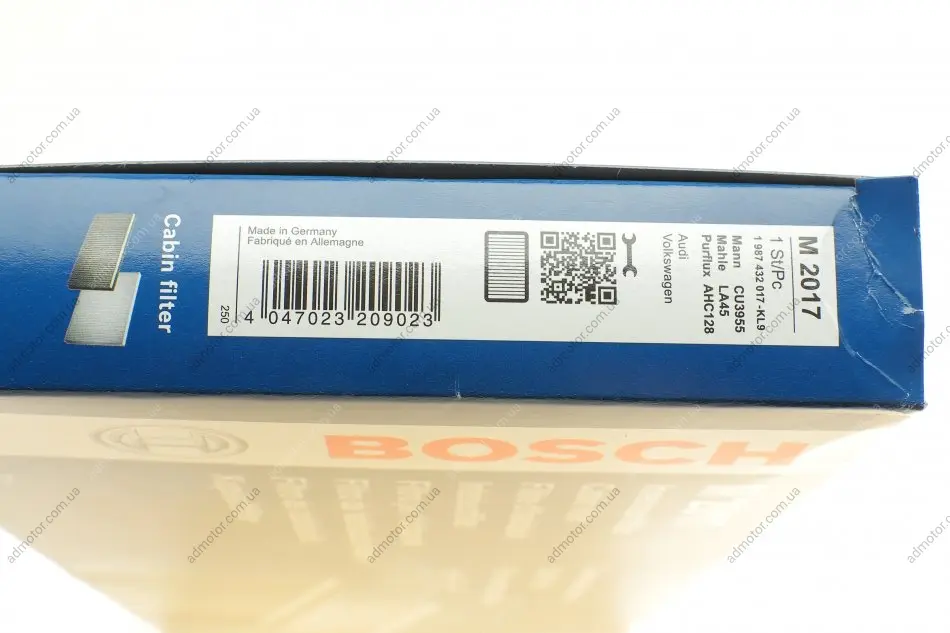 Cabin filter
Made in Germany
Fabriqué en Allemagne
250
4 047023 209023
M 2017
1 St/Pc
1 987 432 017 -KL9
Mann CU3955
Mahle LA45
Purflux AHC128
Audi
Volkswagen
BOSCH
admotor.com.ua